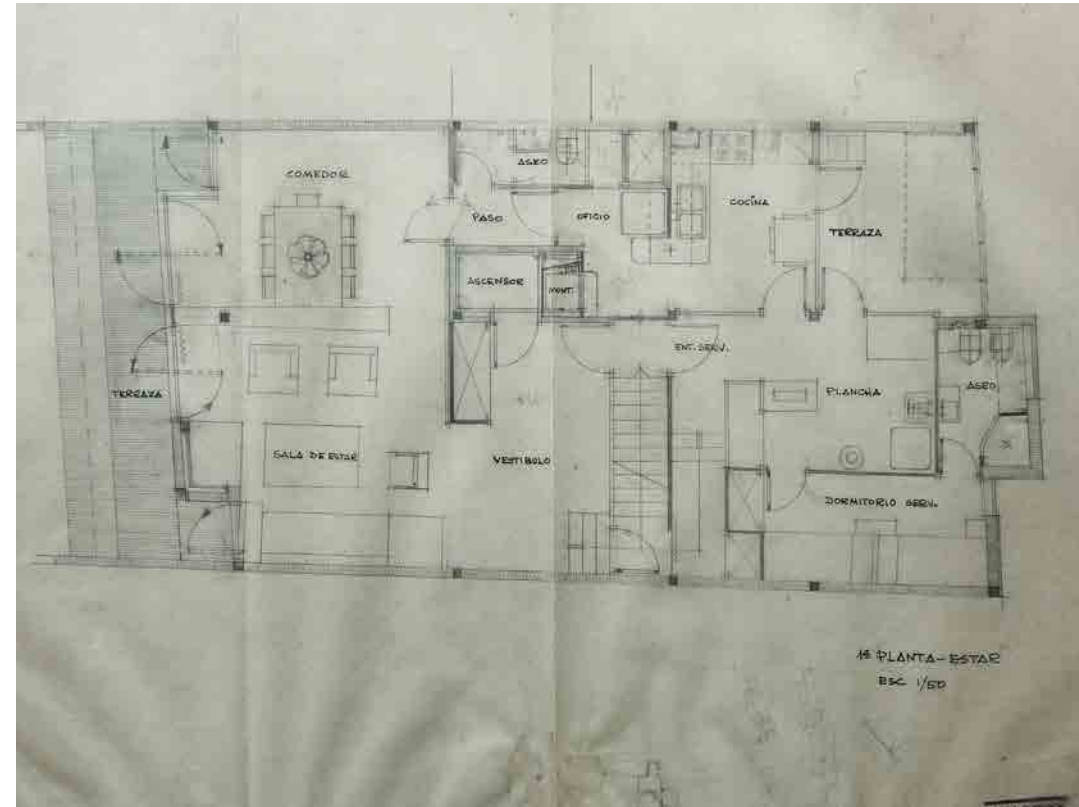 ASEO
COMEDOR
PASO
OFICIO
COCINA
TERRAZA
ASCENSOR
MONT.
ENT. SERV.
TERRAZA
PLANCHA
ASEO
SALA DE ESTAR
VESTIBULO
DORMITORIO SERV.
1ª PLANTA-ESTAR
ESC 1/50